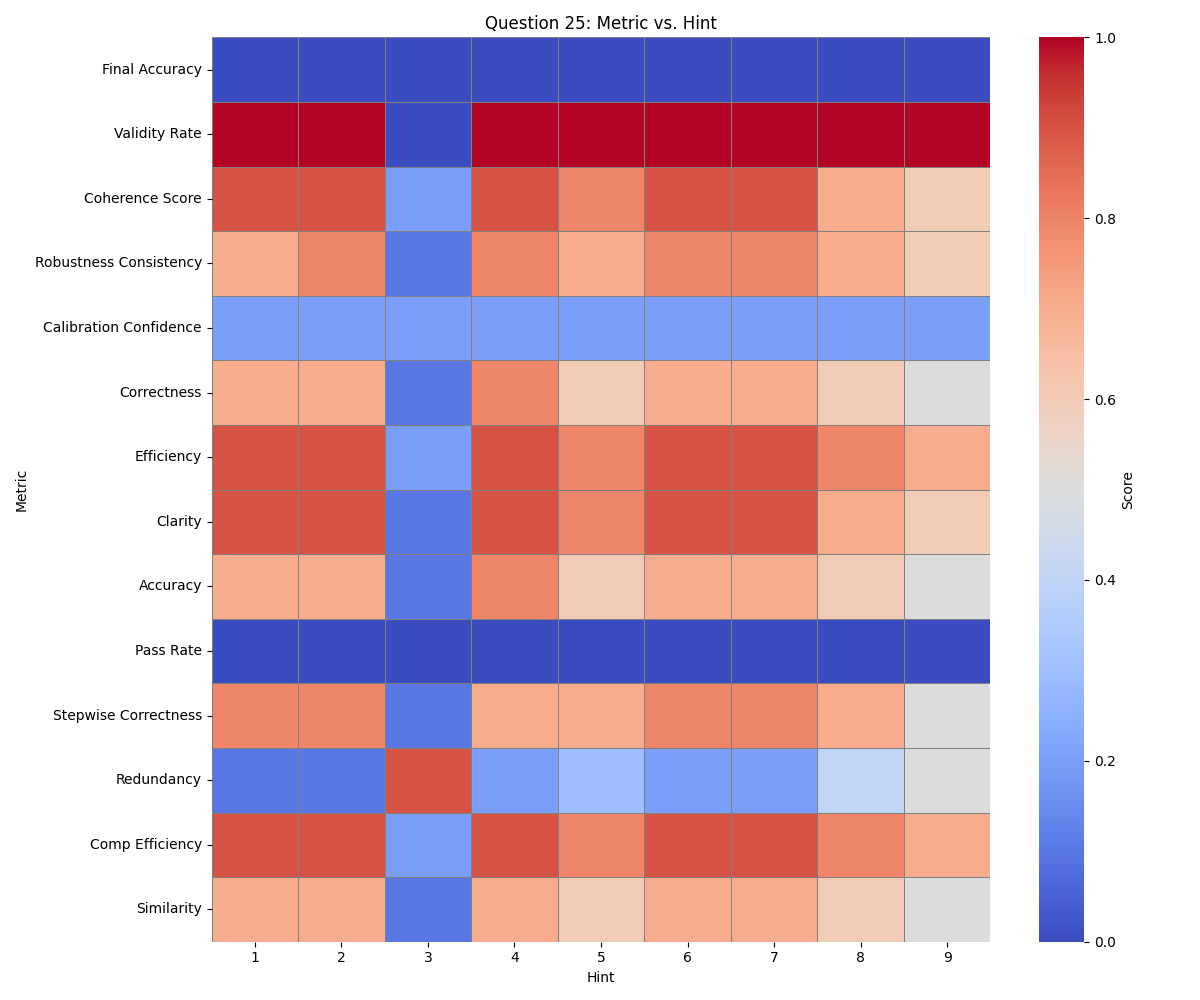 Question 25: Metric vs. Hint
Final Accuracy
Validity Rate
Coherence Score
Robustness Consistency
Calibration Confidence
Correctness
Efficiency
Clarity
Accuracy
Pass Rate
Stepwise Correctness
Redundancy
Comp Efficiency
Similarity
Metric
1 2 3 4 5 6 7 8 9
Hint
1.0
0.8
0.6
0.4
0.2
0.0
Score